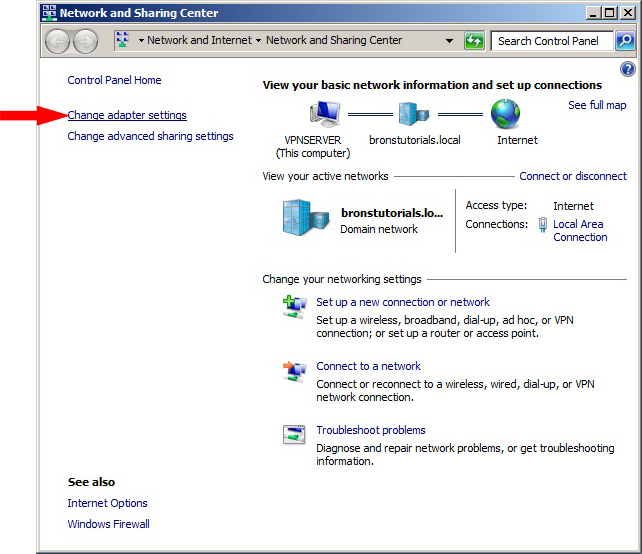 Network and Sharing Center
Network and Internet
Network and Sharing Center
Search Control Panel
Control Panel Home
Change adapter settings
Change advanced sharing settings
View your basic network information and set up connections
See full map
VPNSERVER
(This computer)
bronstutorials.local
Internet
View your active networks
Connect or disconnect
bronstutorials.lo...
Domain network
Access type:
Internet
Connections:
Local Area
Connection
Change your networking settings
Set up a new connection or network
Set up a wireless, broadband, dial-up, ad hoc, or VPN
connection; or set up a router or access point.
Connect to a network
Connect or reconnect to a wireless, wired, dial-up, or VPN
network connection.
Troubleshoot problems
Diagnose and repair network problems, or get troubleshooting
information.
See also
Internet Options
Windows Firewall